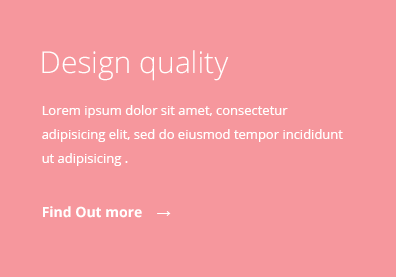 Design quality
Lorem ipsum dolor sit amet, consectetur
adipisicing elit, sed do eiusmod tempor incididunt
ut adipisicing .
Find Out more →